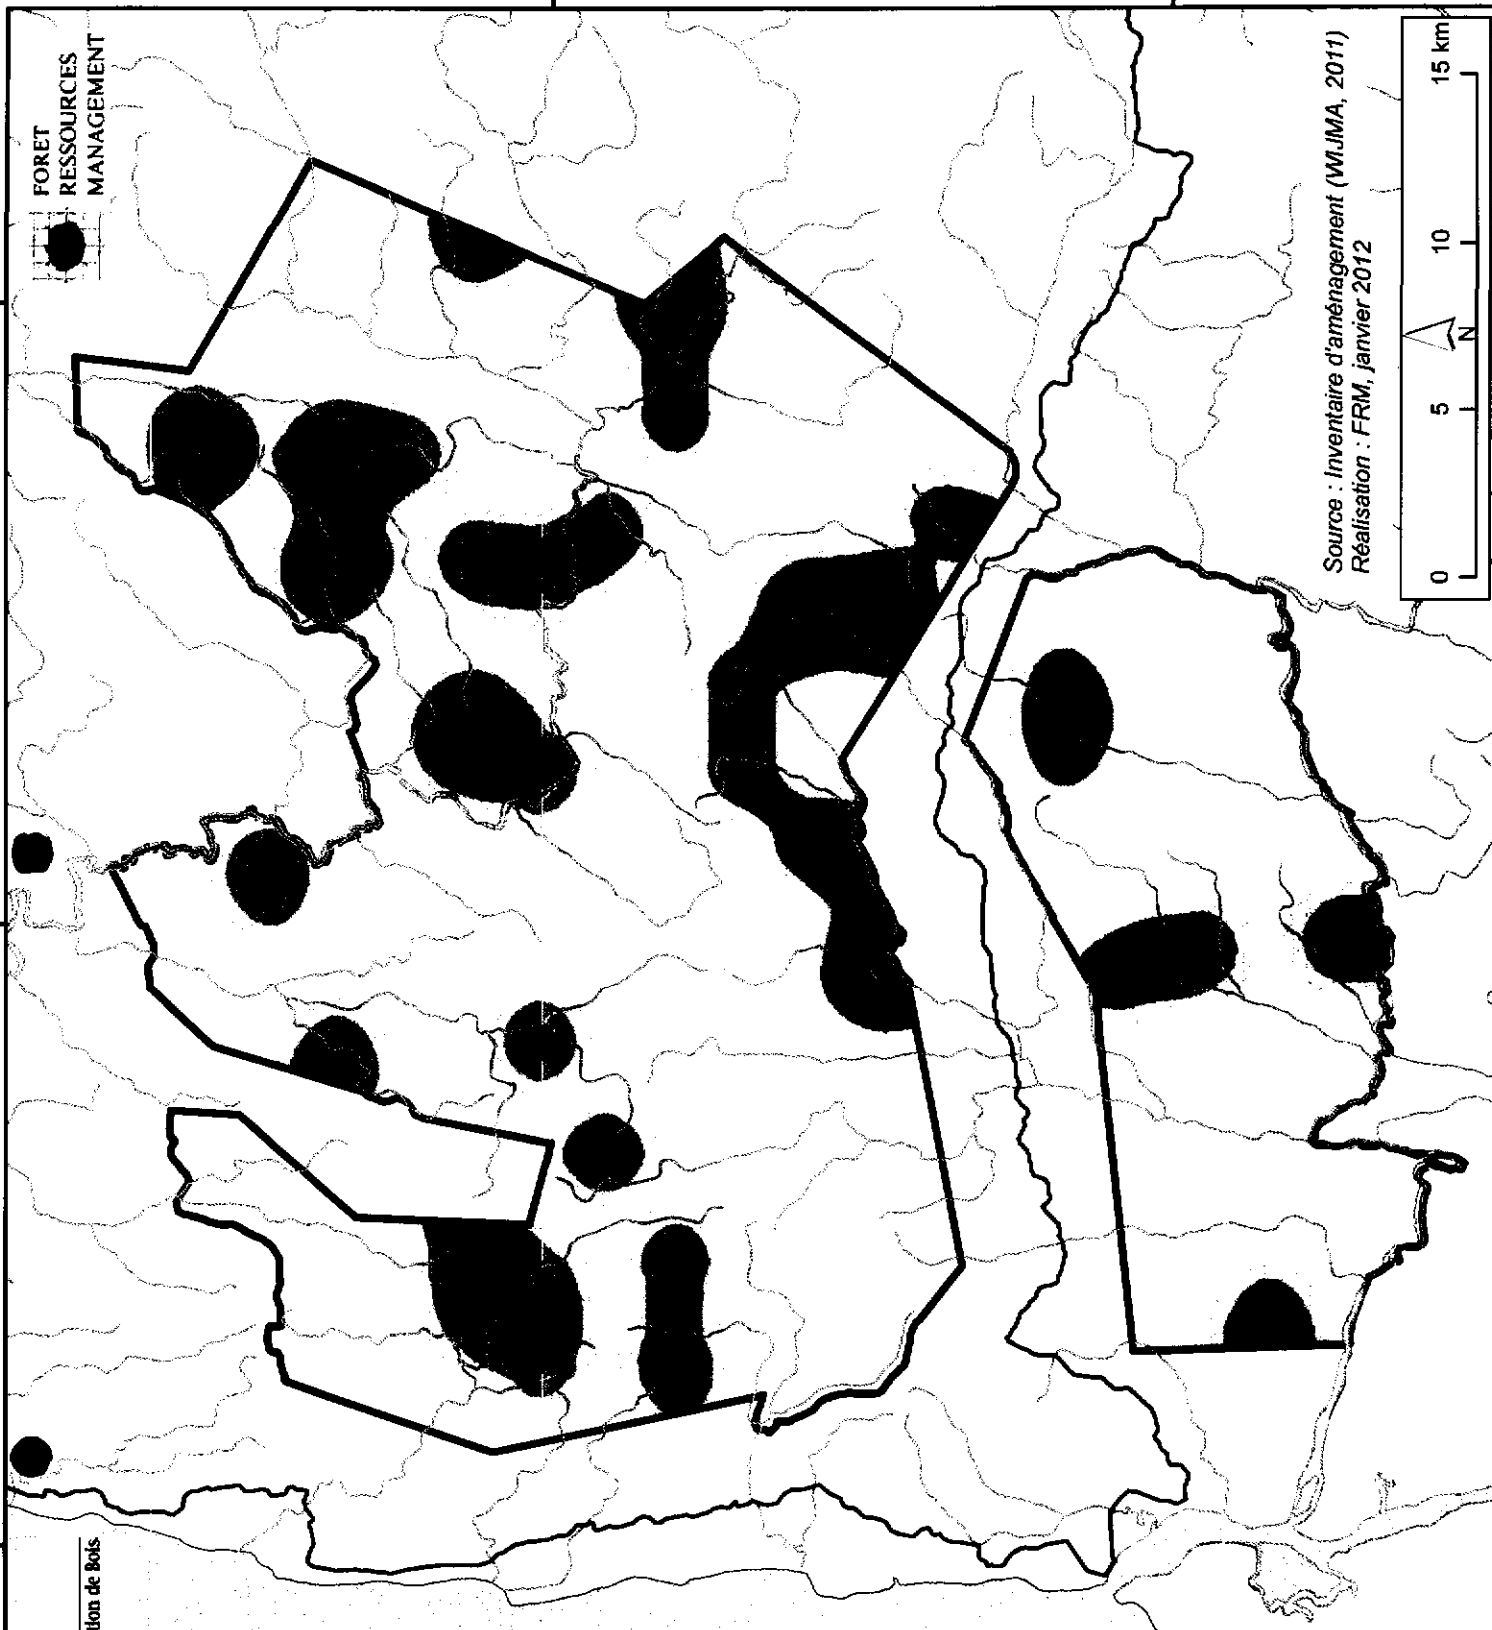 FORET
RESSOURCES
MANAGEMENT
tion de Bois
Source : Inventaire d'aménagement (WIJMA, 2011)
Réalisation : FRM, janvier 2012
0 5 10 15 km
N